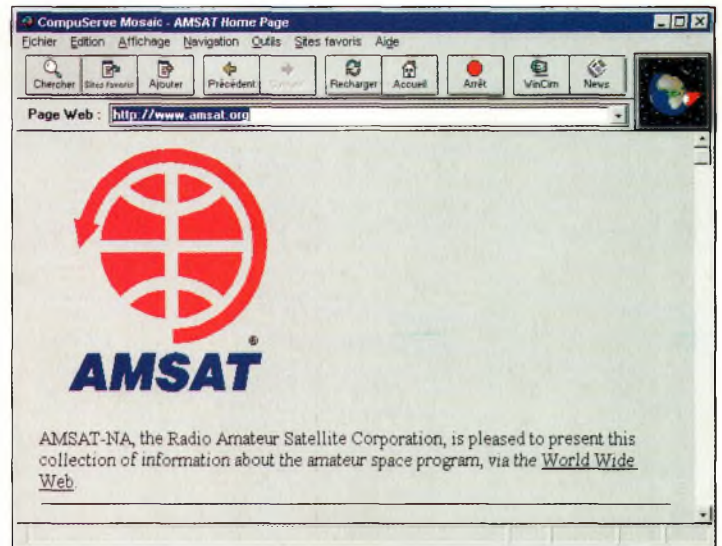 CompuServe Mosaic - AMSAT Home Page
Fichier Edition Affichage Navigation Outils Sites favoris Aide
Chercher Sites favoris Ajouter Précédent Recharger Accueil Arrêt WinCim News
Page Web : http://www.amsat.org
®
AMSAT
AMSAT-NA, the Radio Amateur Satellite Corporation, is pleased to present this
collection of information about the amateur space program, via the World Wide
Web.